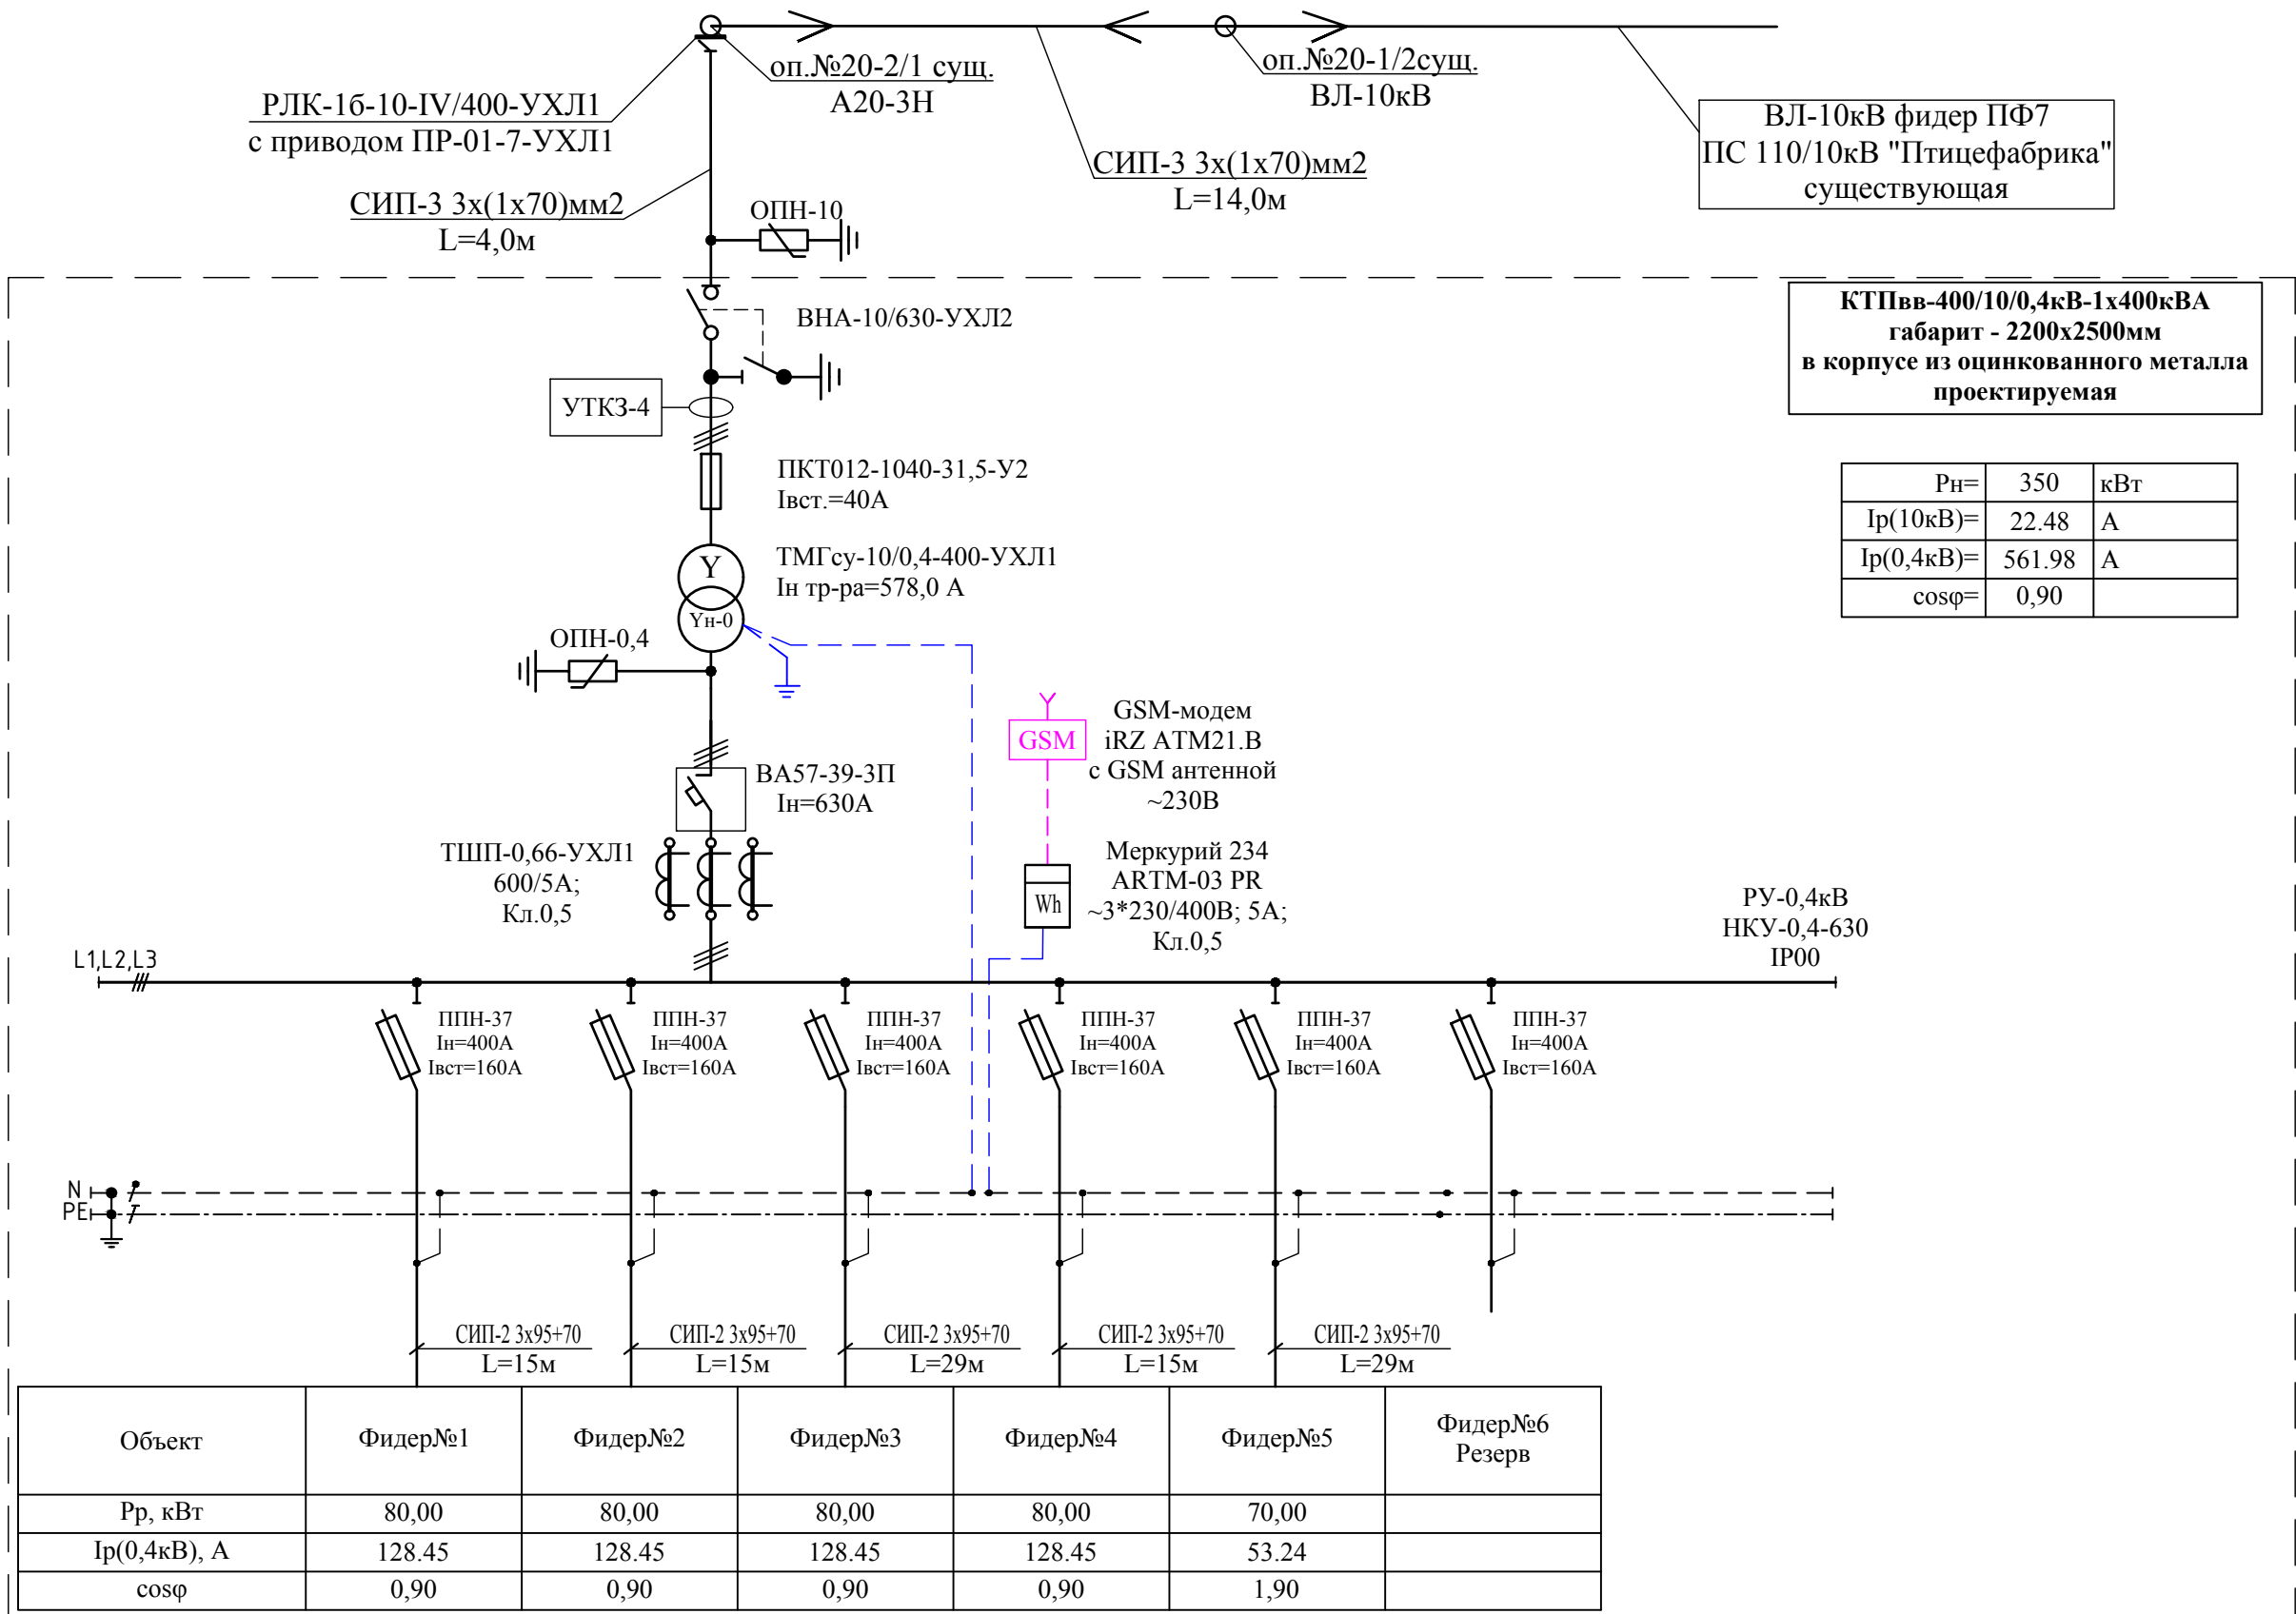 оп.№20-2/1 сущ.
А20-3Н
оп.№20-1/2сущ.
ВЛ-10кВ
РЛК-1б-10-IV/400-УХЛ1
с приводом ПР-01-7-УХЛ1
ВЛ-10кВ фидер ПФ7
ПС 110/10кВ "Птицефабрика"
существующая
СИП-3 3х(1х70)мм2
L=14,0м
СИП-3 3х(1х70)мм2
L=4,0м
ОПН-10
ВНА-10/630-УХЛ2
КТПвв-400/10/0,4кВ-1х400кВА
габарит - 2200х2500мм
в корпусе из оцинкованного металла
проектируемая
УТКЗ-4
ПКТ012-1040-31,5-У2
Iвст.=40А
Рн= 350 кВт
Iр(10кВ)= 22.48 А
Iр(0,4кВ)= 561.98 А
cosφ= 0,90
ТМГсу-10/0,4-400-УХЛ1
Iн тр-ра=578,0 А
Y
Yн-0
ОПН-0,4
GSM
GSM-модем
iRZ ATM21.B
с GSM антенной
~230В
ВА57-39-3П
Iн=630А
ТШП-0,66-УХЛ1
600/5А;
Кл.0,5
Wh
Меркурий 234
ARTM-03 PR
~3*230/400В; 5А;
Кл.0,5
РУ-0,4кВ
НКУ-0,4-630
IP00
L1,L2,L3
ППН-37
Iн=400А
Iвст=160А
ППН-37
Iн=400А
Iвст=160А
ППН-37
Iн=400А
Iвст=160А
ППН-37
Iн=400А
Iвст=160А
ППН-37
Iн=400А
Iвст=160А
ППН-37
Iн=400А
Iвст=160А
N
PE
СИП-2 3х95+70
L=15м
СИП-2 3х95+70
L=15м
СИП-2 3х95+70
L=29м
СИП-2 3х95+70
L=15м
СИП-2 3х95+70
L=29м
Объект Фидер№1 Фидер№2 Фидер№3 Фидер№4 Фидер№5 Фидер№6
Резерв
Рр, кВт 80,00 80,00 80,00 80,00 70,00
Iр(0,4кВ), А 128.45 128.45 128.45 128.45 53.24
cosφ 0,90 0,90 0,90 0,90 1,90